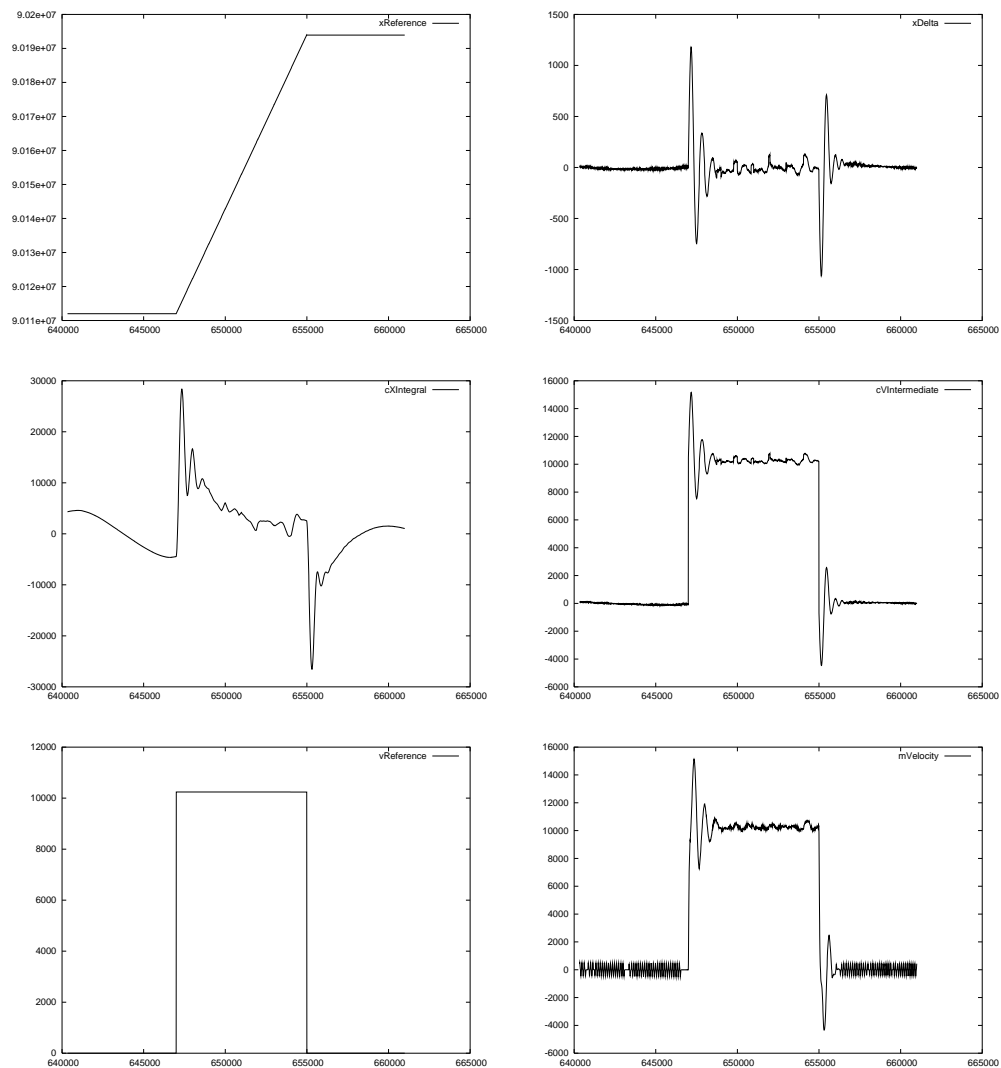 xReference
9.02e+07
9.019e+07
9.018e+07
9.017e+07
9.016e+07
9.015e+07
9.014e+07
9.013e+07
9.012e+07
9.011e+07
640000 645000 650000 655000 660000 665000
xDelta
1500
1000
500
0
-500
-1000
-1500
640000 645000 650000 655000 660000 665000
cXIntegral
30000
20000
10000
0
-10000
-20000
-30000
640000 645000 650000 655000 660000 665000
cVIntermediate
16000
14000
12000
10000
8000
6000
4000
2000
0
-2000
-4000
-6000
640000 645000 650000 655000 660000 665000
vReference
12000
10000
8000
6000
4000
2000
0
640000 645000 650000 655000 660000 665000
mVelocity
16000
14000
12000
10000
8000
6000
4000
2000
0
-2000
-4000
-6000
640000 645000 650000 655000 660000 665000